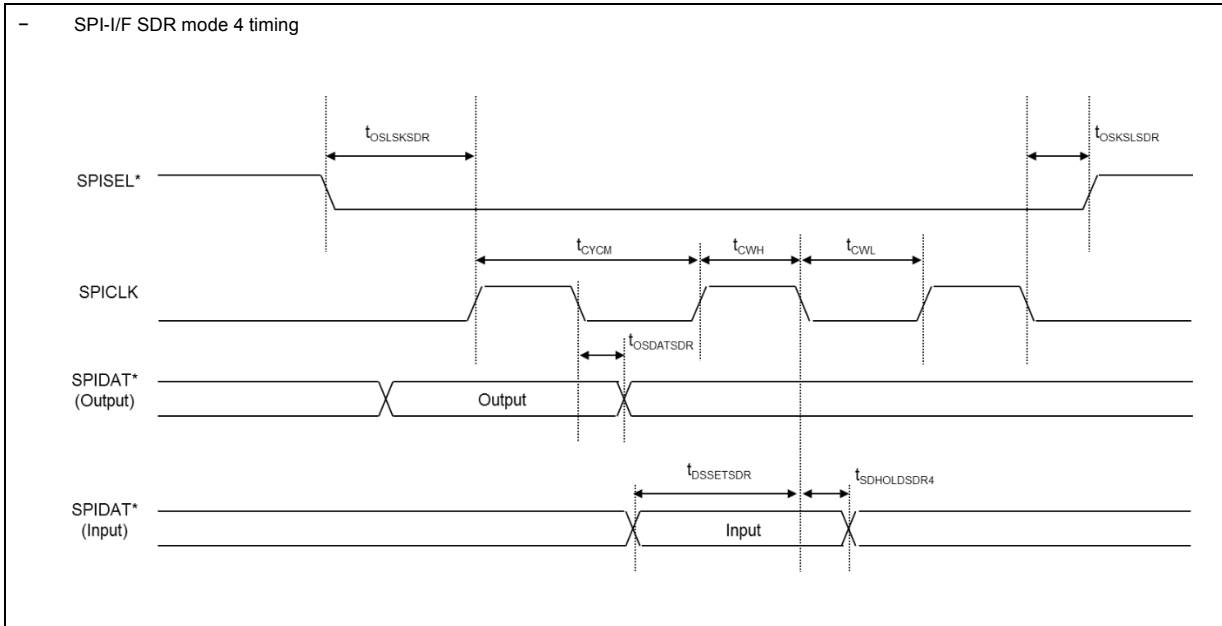 – SPI-I/F SDR mode 4 timing
tOSLSKSDR
tOSKSLSDR
SPISEL*
tCYCM
tCWH
tCWL
SPICLK
tOSDATSDR
SPIDAT*
(Output)
Output
tDSSETSDR
tSDHOLDSDR4
SPIDAT*
(Input)
Input